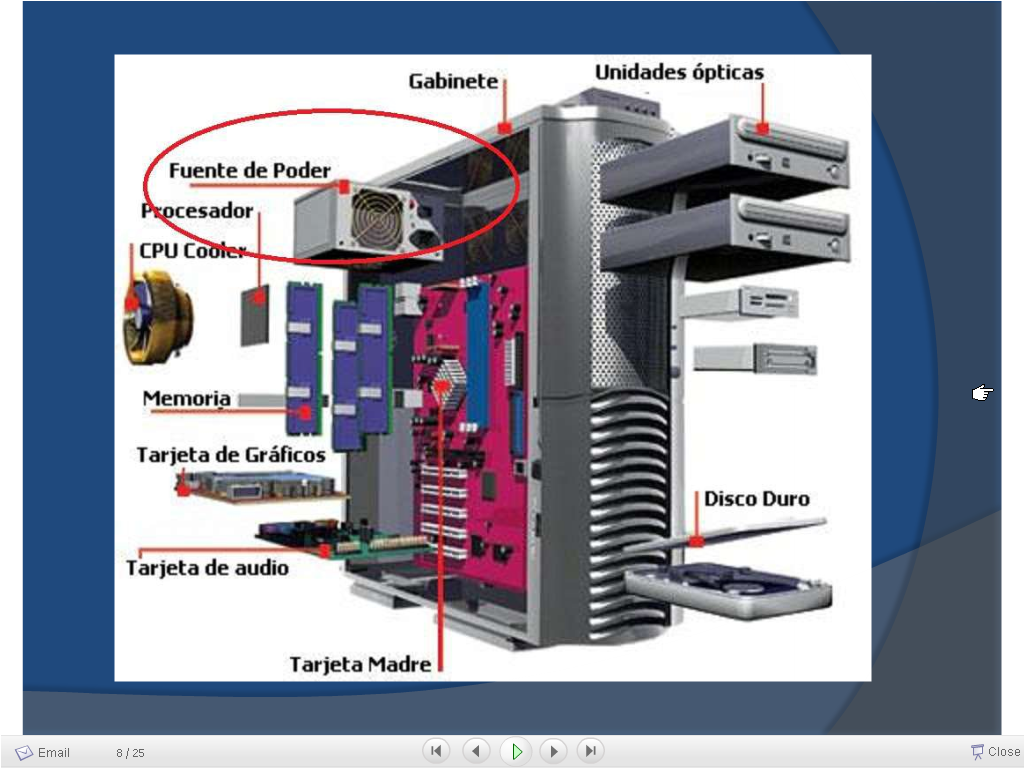 Gabinete
Unidades ópticas
Fuente de Poder
Procesador
CPU Cooler
Memoria
Tarjeta de Gráficos
Disco Duro
Tarjeta de audio
Tarjeta Madre
Email
8 / 25
Close